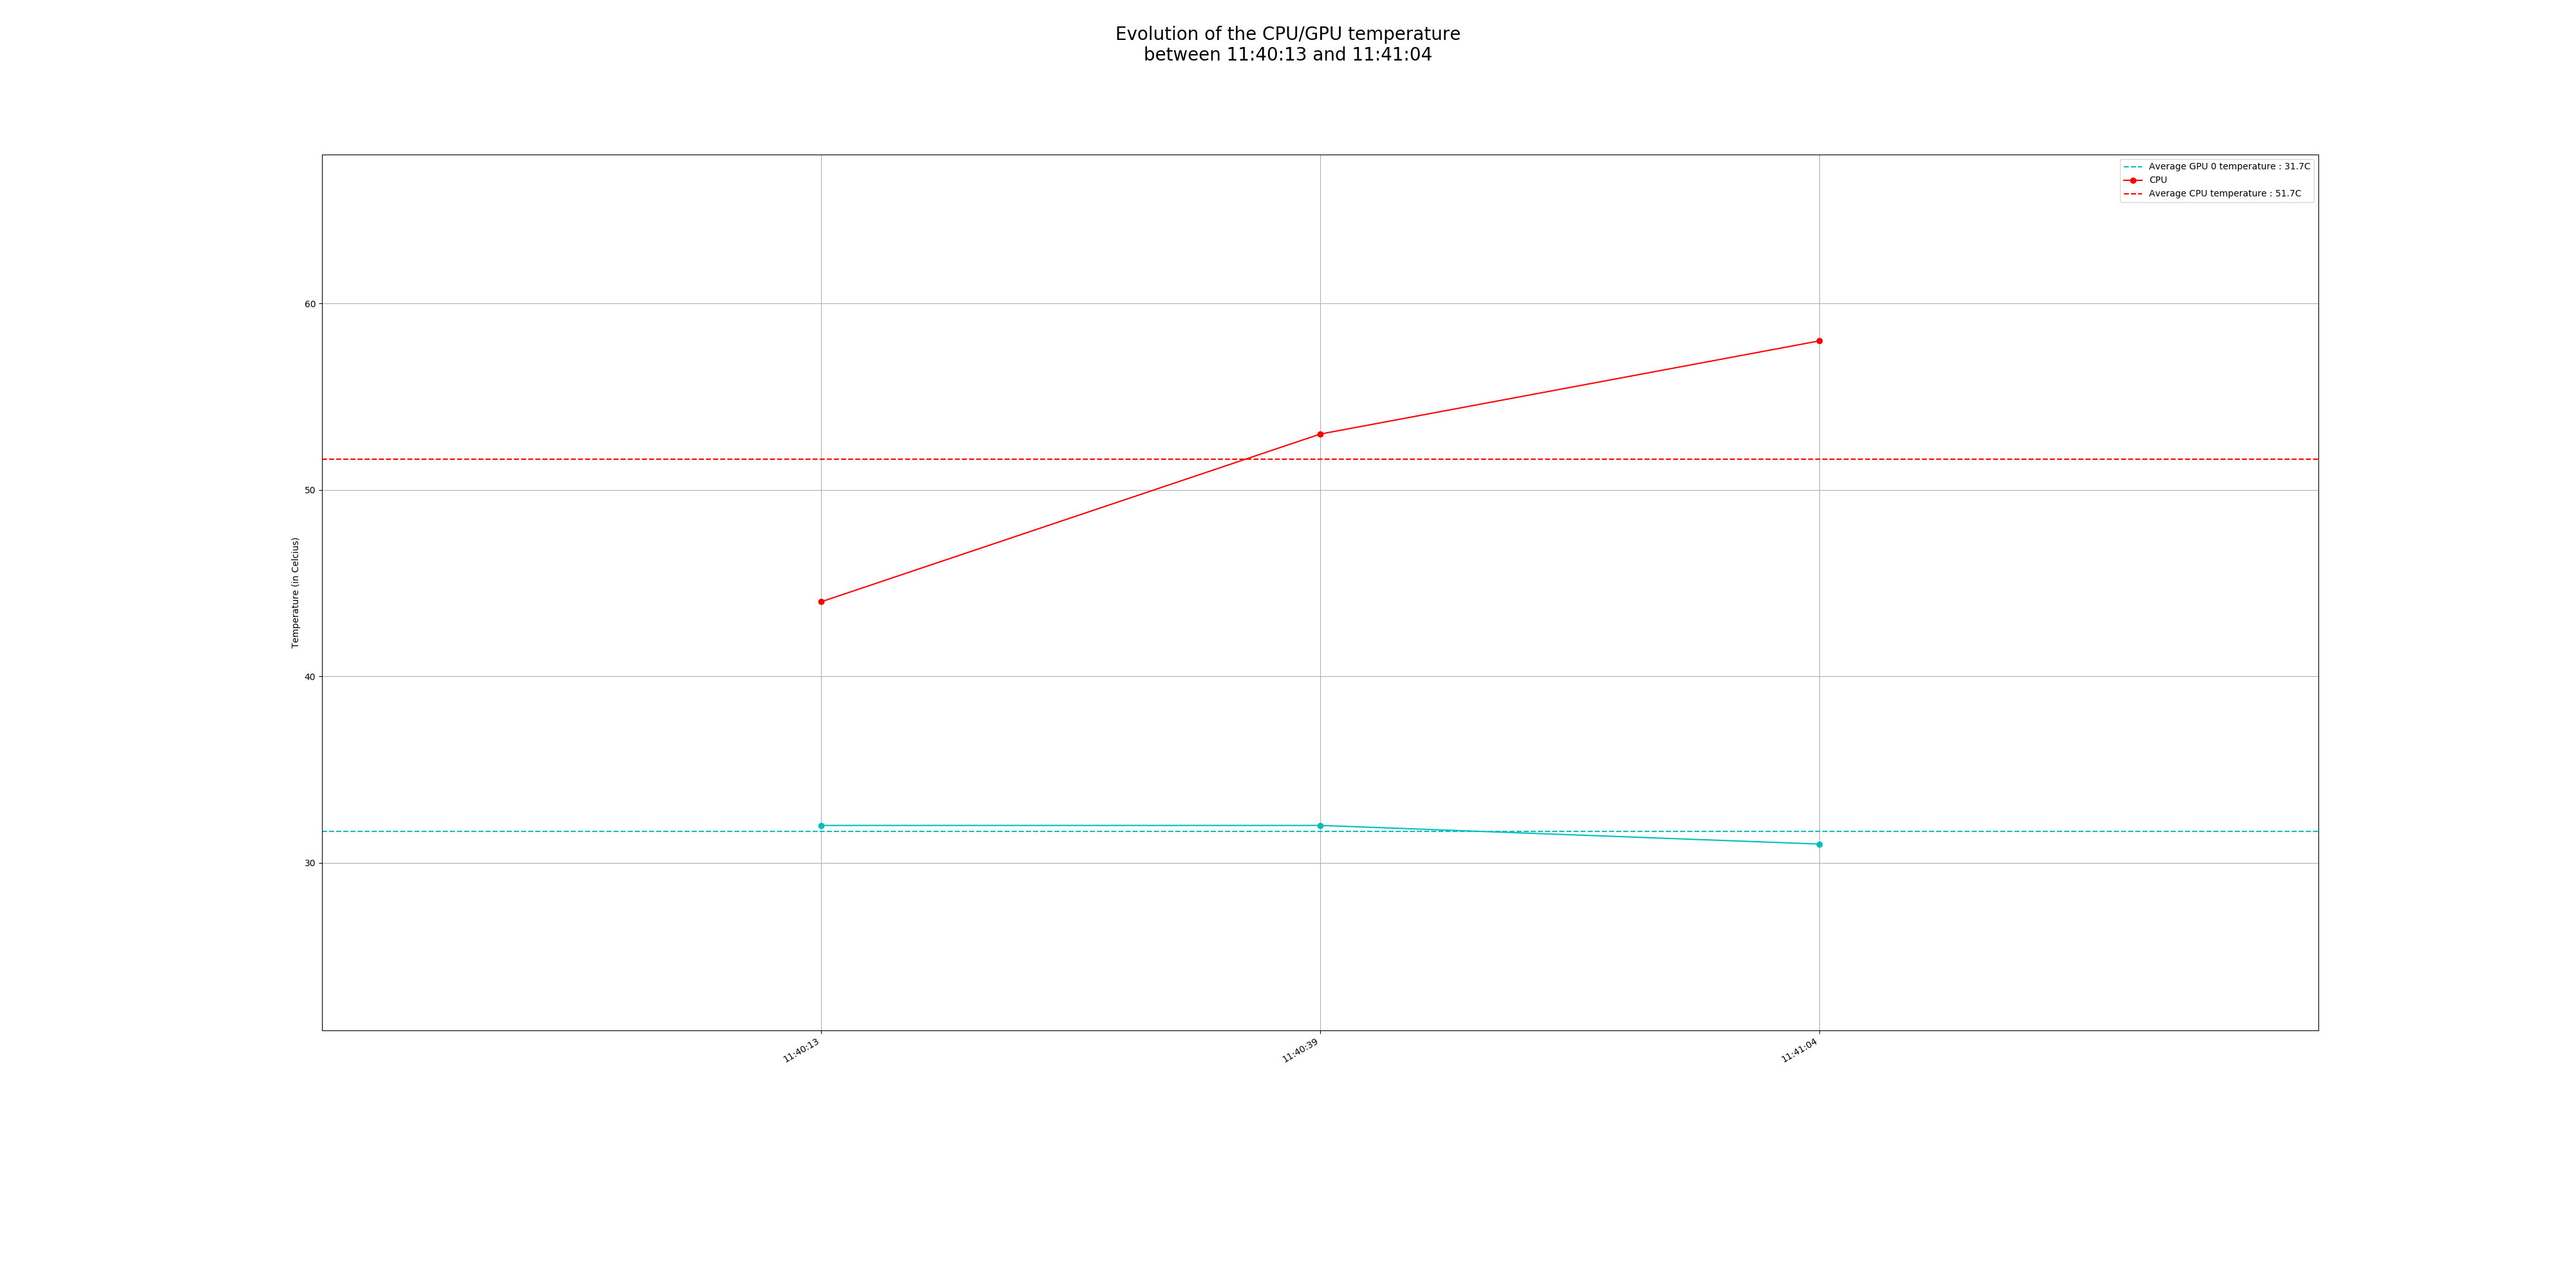 Evolution of the CPU/GPU temperature
between 11:40:13 and 11:41:04
Average GPU 0 temperature : 31.7C
CPU
Average CPU temperature : 51.7C
60
50
40
30
Temperature (in Celcius)
11:40:13
11:40:39
11:41:04